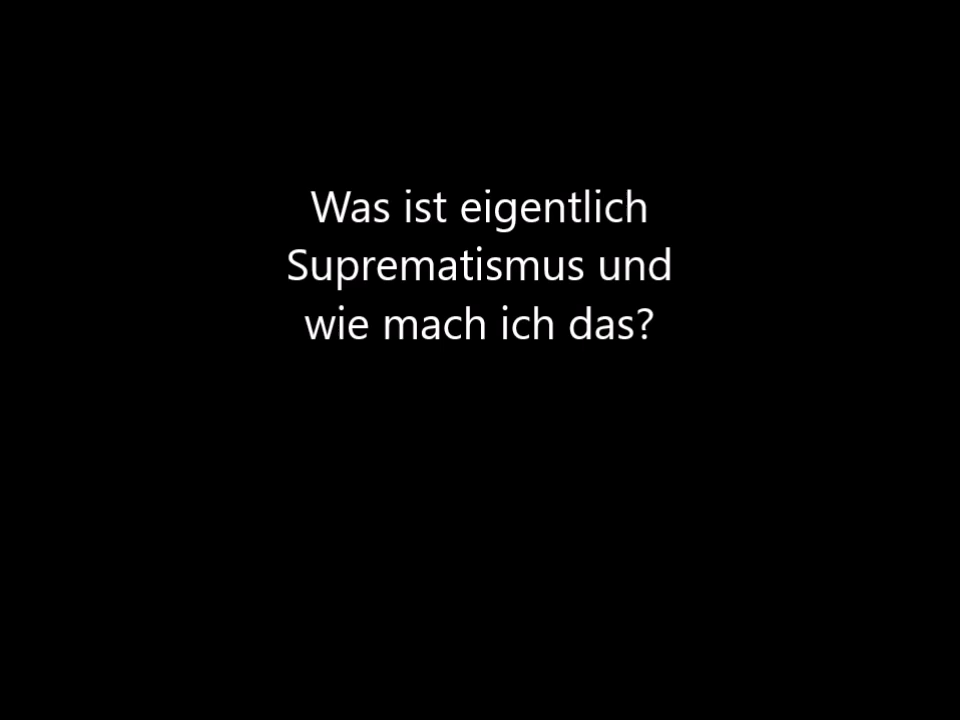 Was ist eigentlich
Suprematismus und
wie mach ich das?